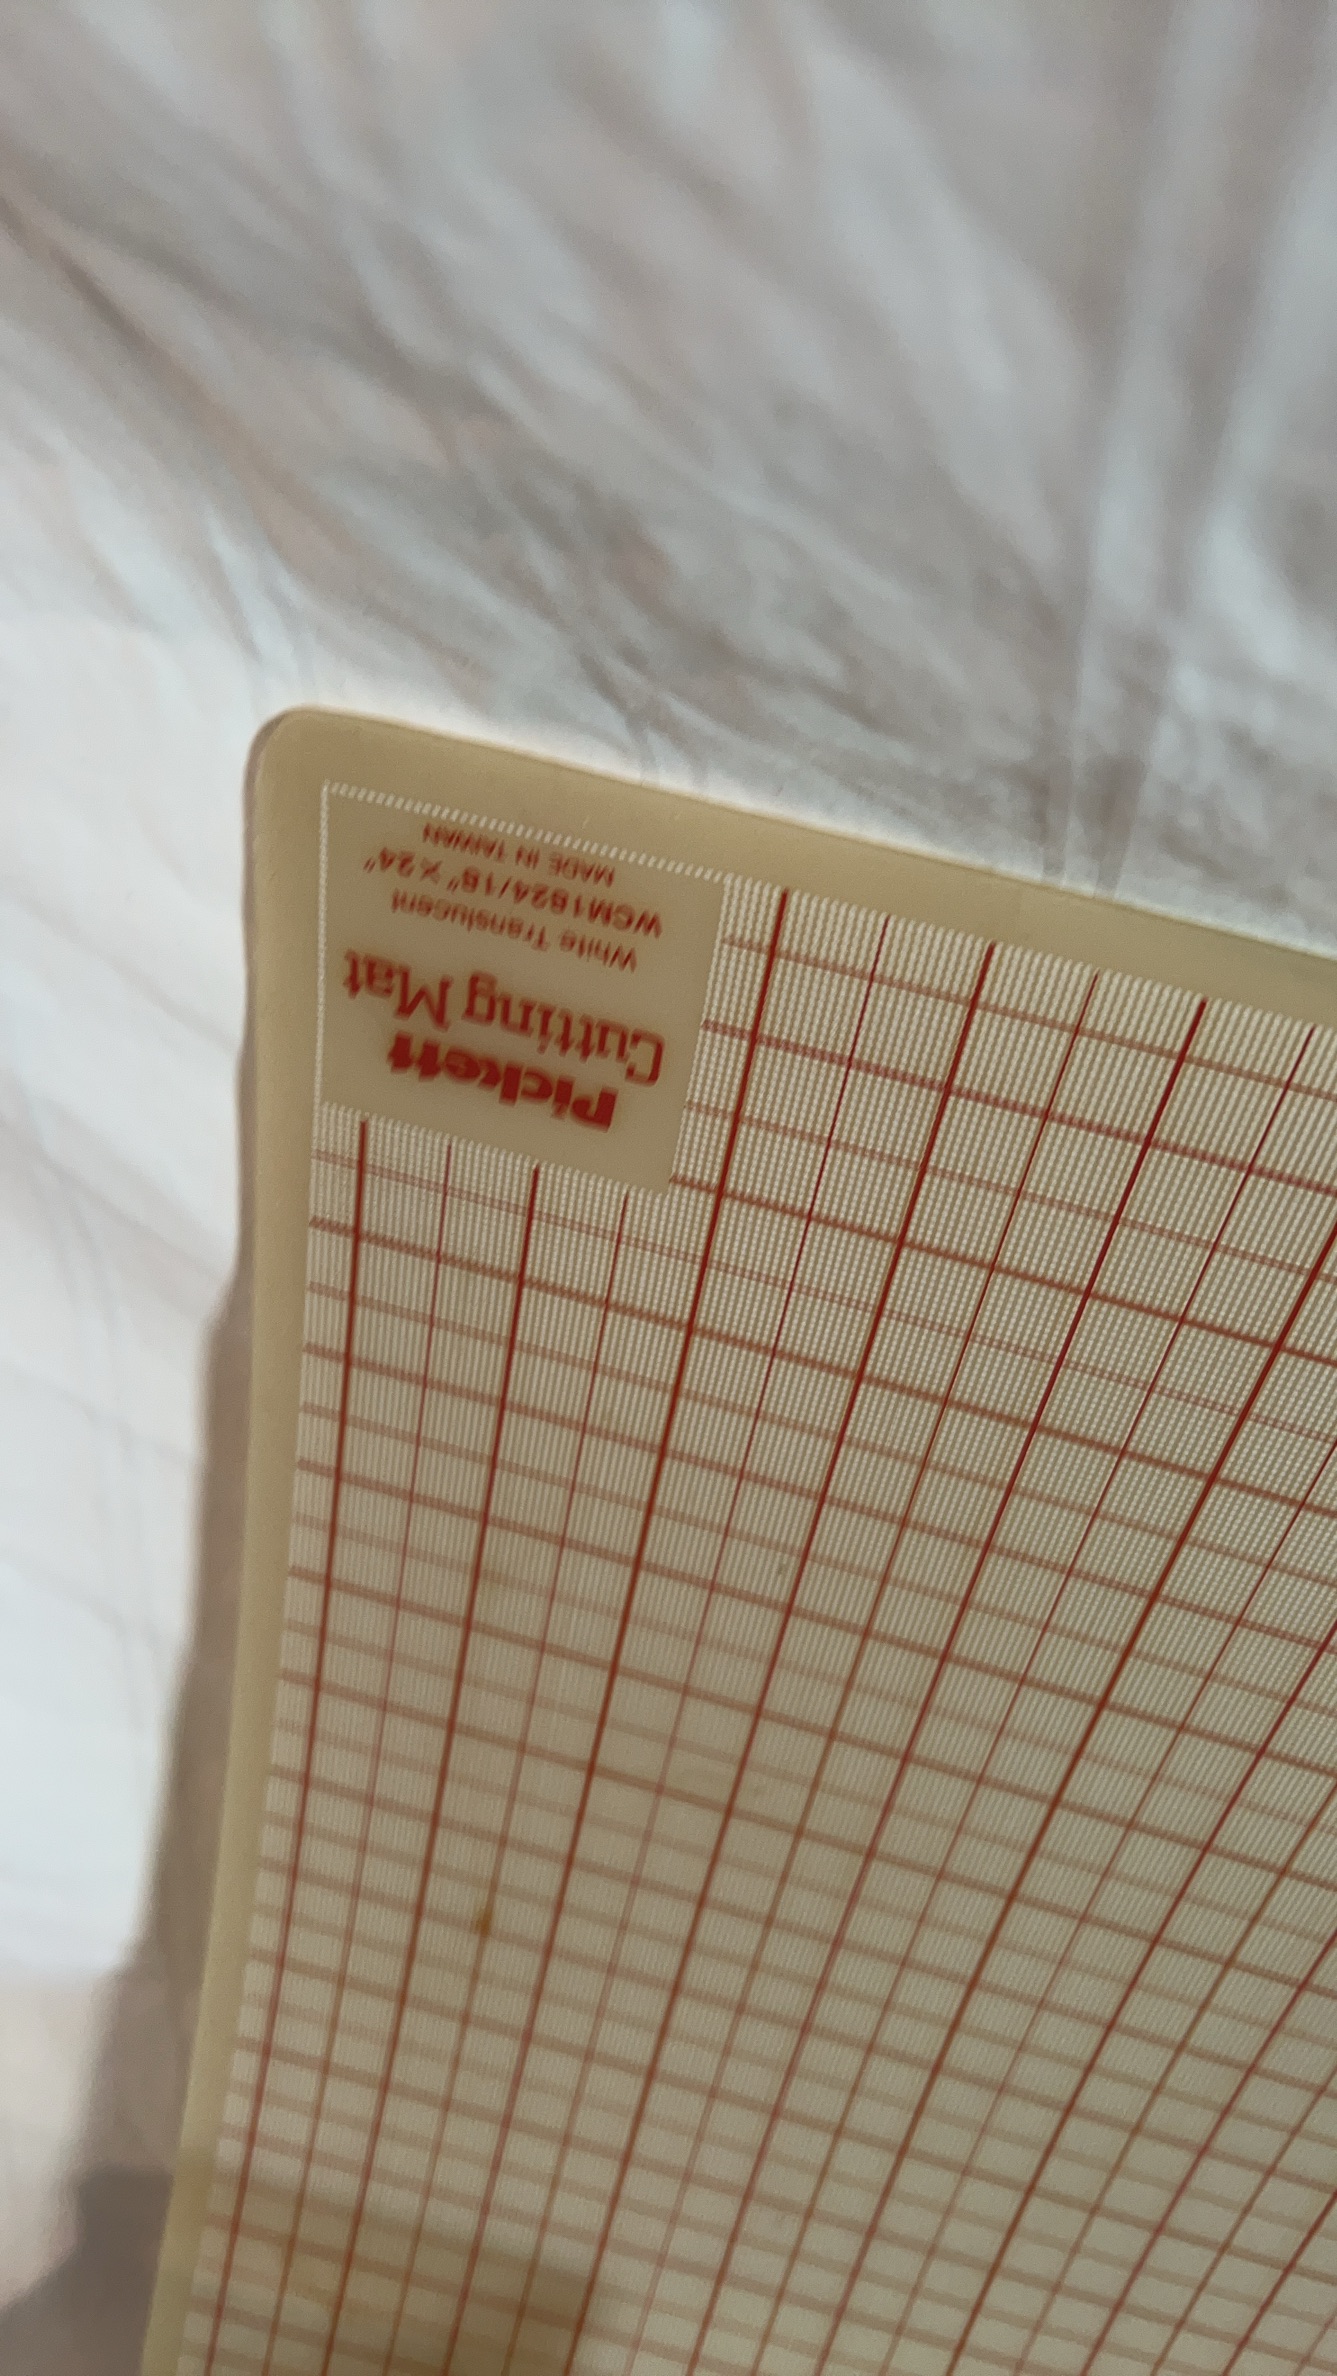 Pickett
Cutting Mat
White Translucent
WCM1824/18" X 24"
MADE IN TAIWAN